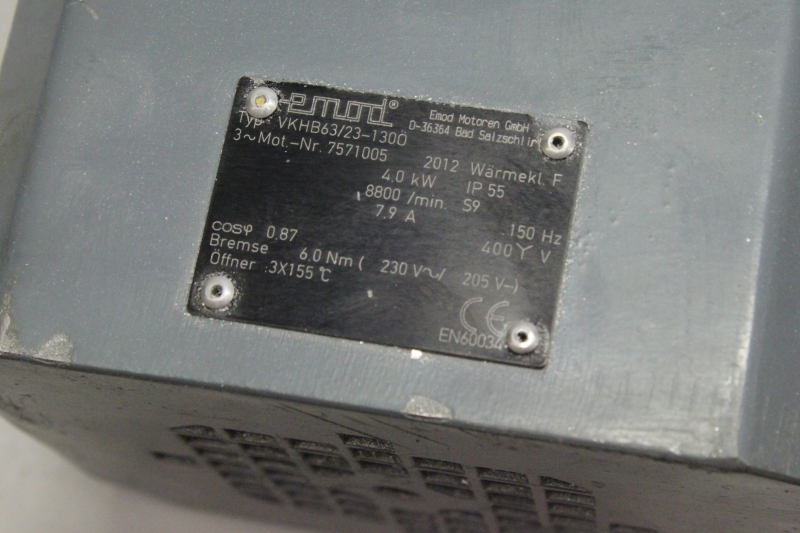 emod®
Emod Motoren GmbH
D-36364 Bad Salzschlirf
Typ VKHB63/23-130Ö
3~Mot.-Nr. 7571005 2012 Wärmekl. F
4.0 kW IP 55
8800 /min. S9 150 Hz
7.9 A 400 Y V
cosφ 0.87
Bremse 6.0 Nm ( 230 V~/ 205 V-)
Öffner 3X155 °C
CE
EN60034